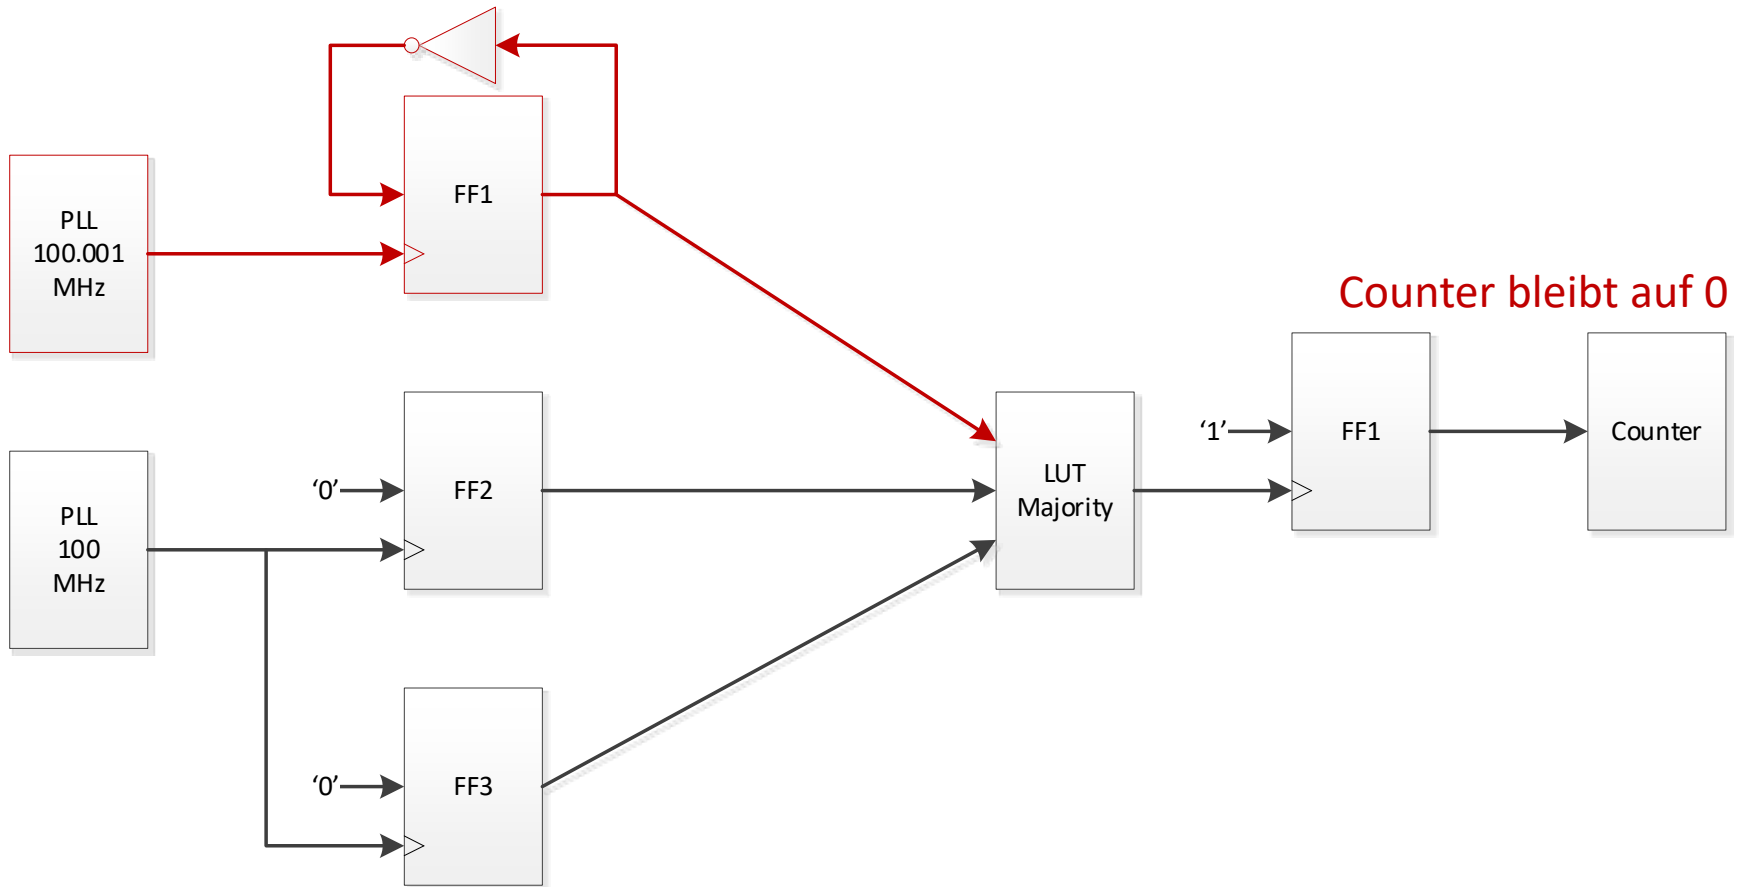 PLL
100.001
MHz
FF1
Counter bleibt auf 0
PLL
100
MHz
‘0’
FF2
LUT
Majority
‘1’
FF1
Counter
‘0’
FF3